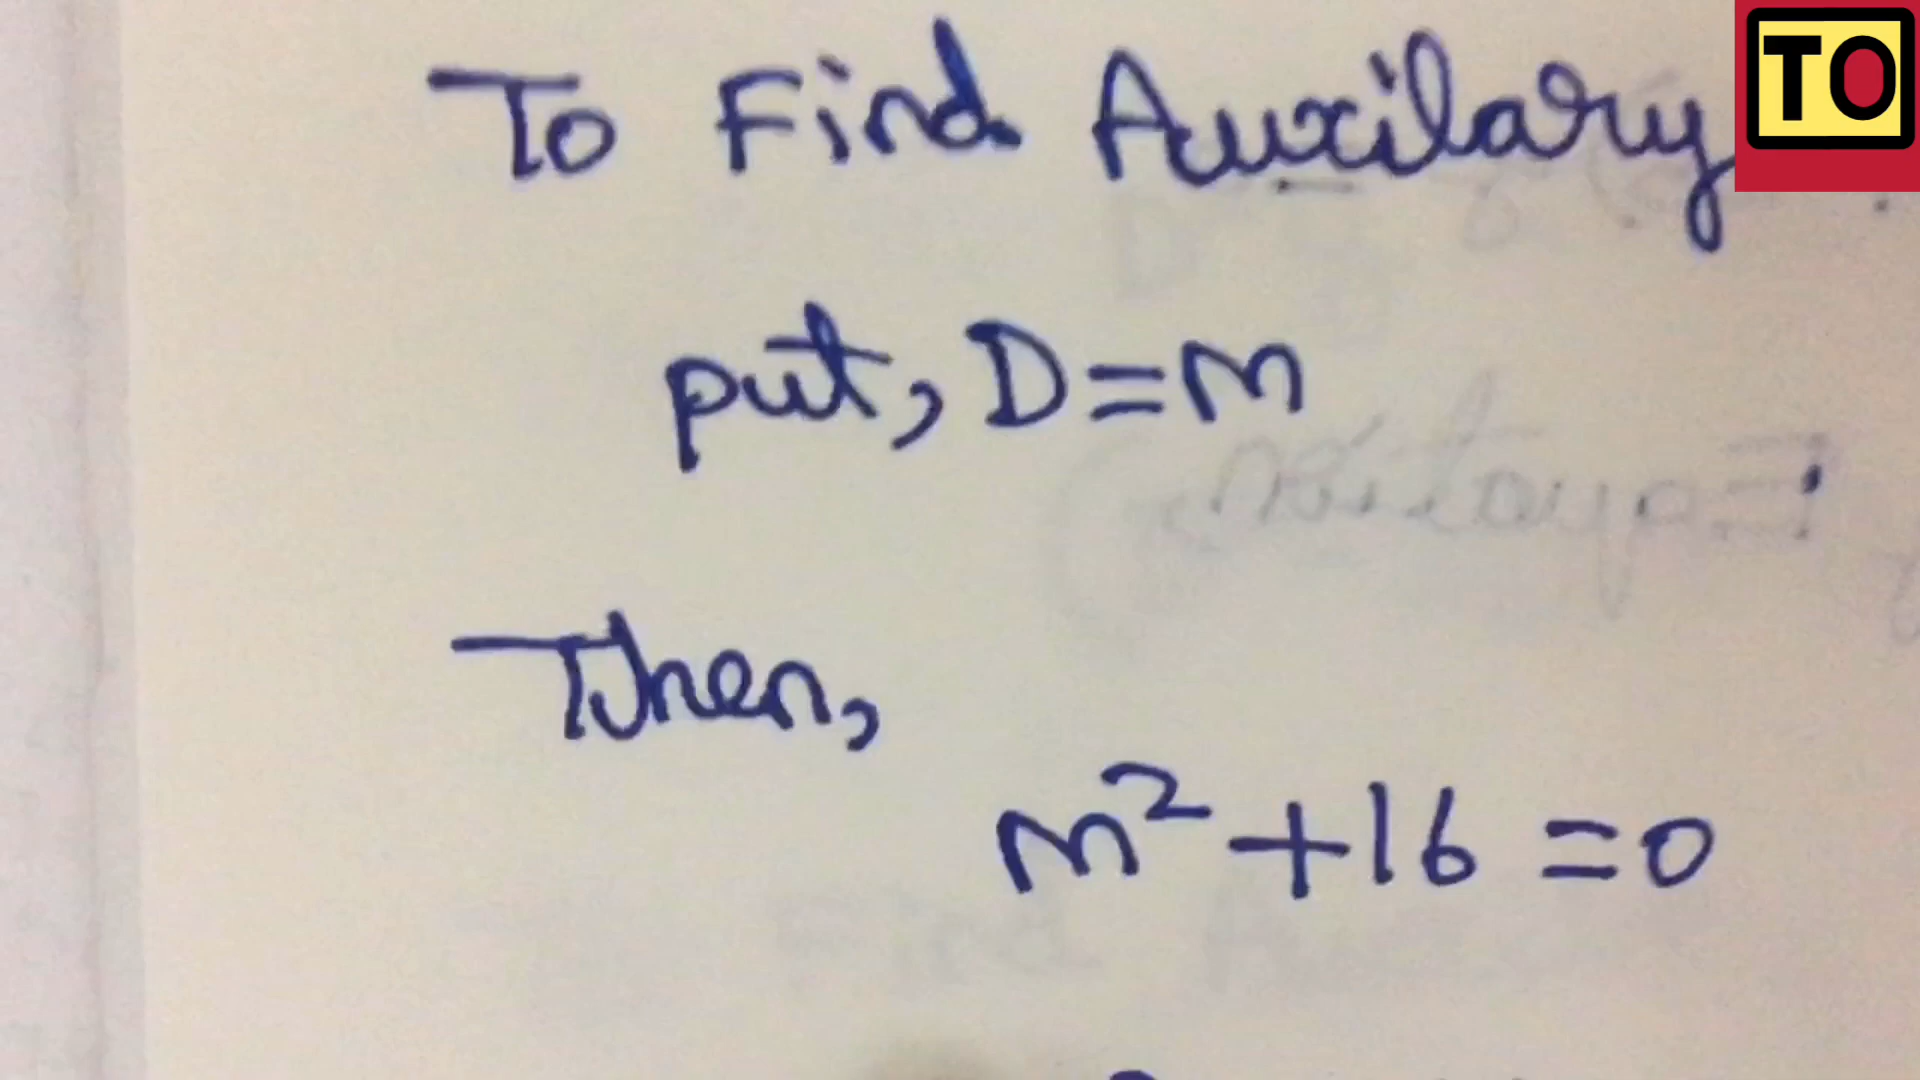 To Find Auxilary
TO
put, D=m
Then,
m²+16=0